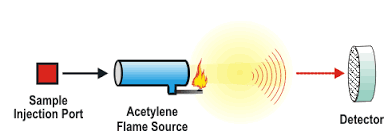 Sample
Injection Port
Acetylene
Flame Source
Detector